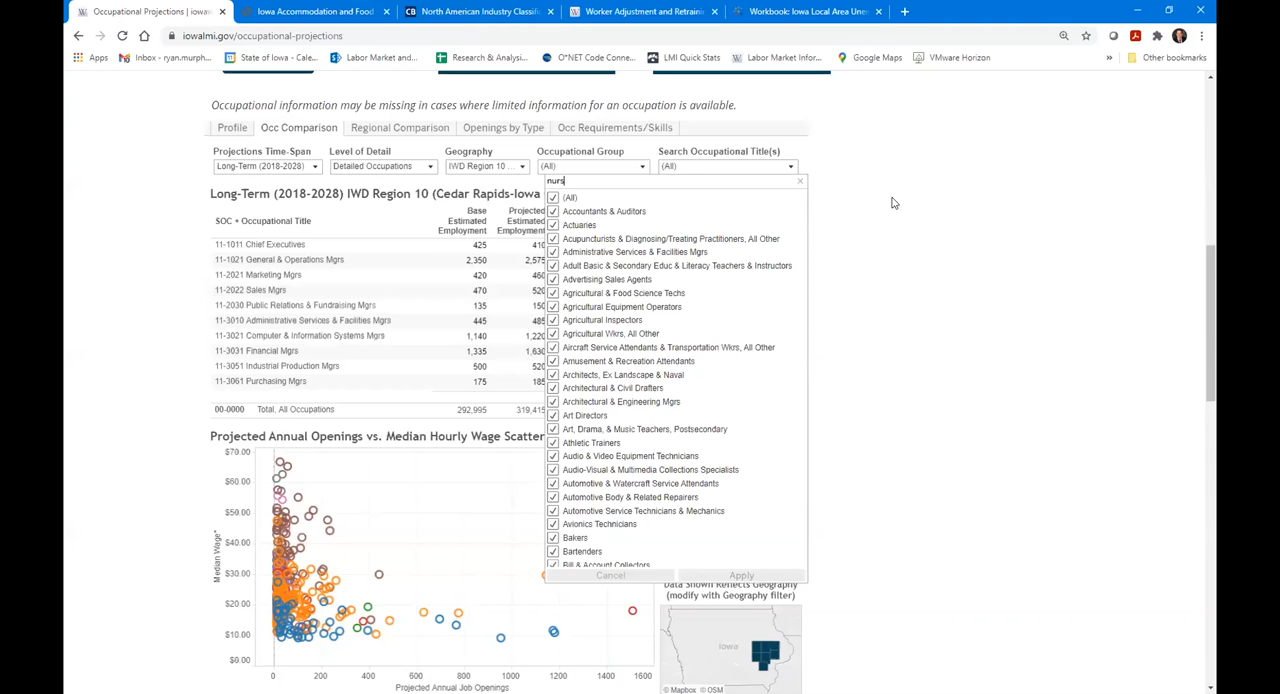 Occupational Projections | iowa
Iowa Accommodation and Food
North American Industry Classific
Worker Adjustment and Retraini
Workbook: Iowa Local Area Une
iowalmi.gov/occupational-projections
Apps
Inbox - ryan.murph...
State of Iowa - Cale...
Labor Market and...
Research & Analysi...
O*NET Code Conne...
LMI Quick Stats
Labor Market Infor...
Google Maps
VMware Horizon
Other bookmarks
Occupational information may be missing in cases where limited information for an occupation is available.
Profile
Occ Comparison
Regional Comparison
Openings by Type
Occ Requirements/Skills
Projections Time-Span
Level of Detail
Geography
Occupational Group
Search Occupational Title(s)
Long-Term (2018-2028)
Detailed Occupations
IWD Region 10 ...
(All)
(All)
nurs
Long-Term (2018-2028) IWD Region 10 (Cedar Rapids-Iowa
SOC + Occupational Title
Base Estimated Employment
Projected Estimated Employment
11-1011 Chief Executives 425 410
11-1021 General & Operations Mgrs 2,350 2,575
11-2021 Marketing Mgrs 420 460
11-2022 Sales Mgrs 470 520
11-2030 Public Relations & Fundraising Mgrs 135 150
11-3010 Administrative Services & Facilities Mgrs 445 485
11-3021 Computer & Information Systems Mgrs 1,140 1,220
11-3031 Financial Mgrs 1,335 1,630
11-3051 Industrial Production Mgrs 500 520
11-3061 Purchasing Mgrs 175 185
00-0000 Total, All Occupations 292,995 319,415
(All)
Accountants & Auditors
Actuaries
Acupuncturists & Diagnosing/Treating Practitioners, All Other
Administrative Services & Facilities Mgrs
Adult Basic & Secondary Educ & Literacy Teachers & Instructors
Advertising Sales Agents
Agricultural & Food Science Techs
Agricultural Equipment Operators
Agricultural Inspectors
Agricultural Wkrs, All Other
Aircraft Service Attendants & Transportation Wkrs, All Other
Amusement & Recreation Attendants
Architects, Ex Landscape & Naval
Architectural & Civil Drafters
Architectural & Engineering Mgrs
Art Directors
Art, Drama, & Music Teachers, Postsecondary
Athletic Trainers
Audio & Video Equipment Technicians
Audio-Visual & Multimedia Collections Specialists
Automotive & Watercraft Service Attendants
Automotive Body & Related Repairers
Automotive Service Technicians & Mechanics
Avionics Technicians
Bakers
Bartenders
Bill & Account Collectors
Cancel
Apply
Projected Annual Openings vs. Median Hourly Wage Scatter
Median Wage*
$70.00
$60.00
$50.00
$40.00
$30.00
$20.00
$10.00
$0.00
0
200
400
600
800
1000
1200
1400
1600
Projected Annual Job Openings
Data Shown Reflects Geography
(modify with Geography filter)
Iowa
© Mapbox © OSM